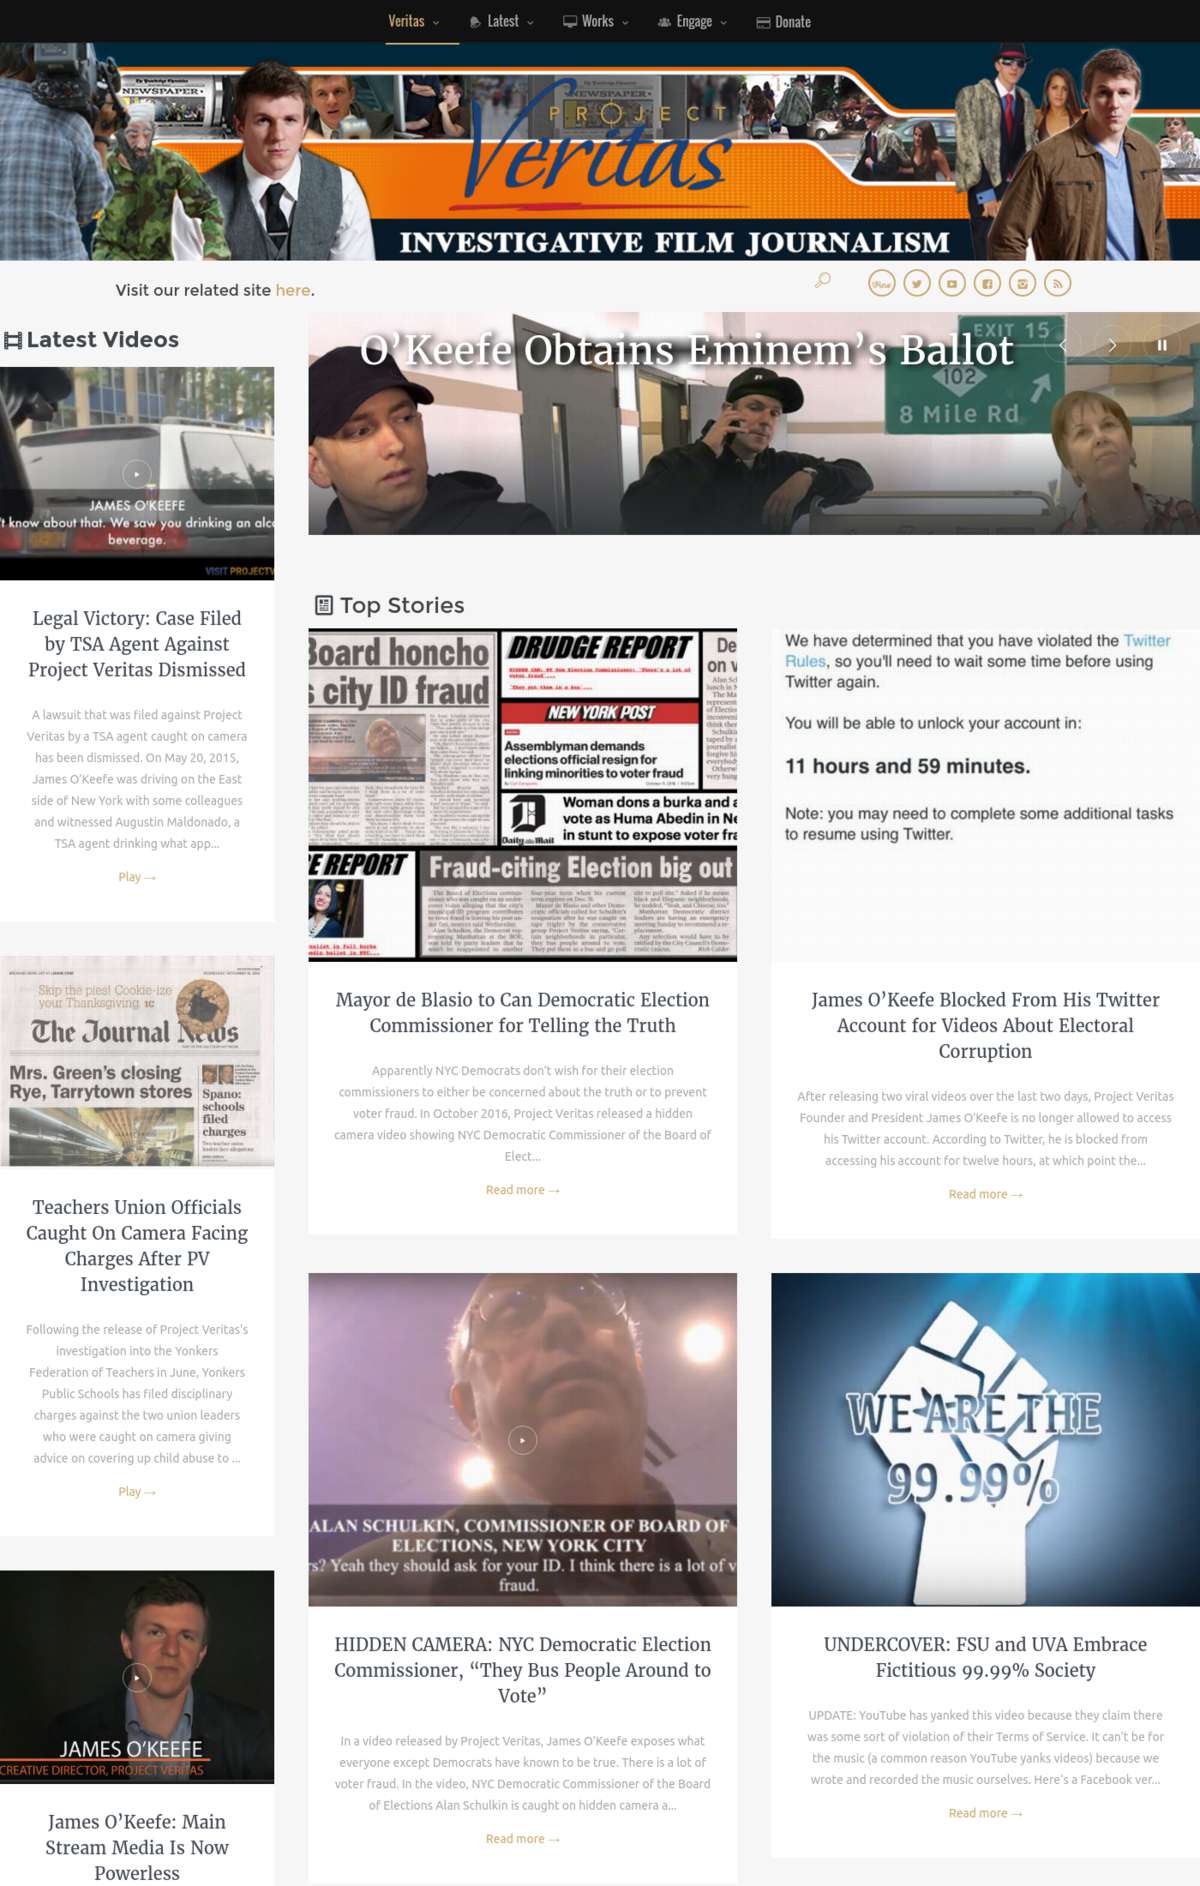 Veritas
Latest
Works
Engage
Donate
NEWSPAPER
PROJECT
Veritas
INVESTIGATIVE FILM JOURNALISM
Visit our related site here.
Latest Videos
JAMES O'KEEFE
't know about that. We saw you drinking an alco
beverage.
VISIT PROJECTV
Legal Victory: Case Filed
by TSA Agent Against
Project Veritas Dismissed
A lawsuit that was filed against Project
Veritas by a TSA agent caught on camera
has been dismissed. On May 20, 2015,
James O'Keefe was driving on the East
side of New York with some colleagues
and witnessed Augustin Maldonado, a
TSA agent drinking what app...
Play →
Skip the pies! Cookie-ize
your Thanksgiving. 1C
The Journal News
Mrs. Green's closing
Rye, Tarrytown stores
Spano:
schools
filed
charges
Teachers Union Officials
Caught On Camera Facing
Charges After PV
Investigation
Following the release of Project Veritas's
investigation into the Yonkers
Federation of Teachers in June, Yonkers
Public Schools has filed disciplinary
charges against the two union leaders
who were caught on camera giving
advice on covering up child abuse to ...
Play →
JAMES O'KEEFE
CREATIVE DIRECTOR, PROJECT VERITAS
James O'Keefe: Main
Stream Media Is Now
Powerless
O'Keefe Obtains Eminem's Ballot
EXIT 15
102
8 Mile Rd
Top Stories
Board honcho
s city ID fraud
DRUDGE REPORT
NEW YORK POST
Assemblyman demands
elections official resign for
linking minorities to voter fraud
Daily Mail
Woman dons a burka and a
vote as Huma Abedin in Ne
in stunt to expose voter fra
GE REPORT
Fraud-citing Election big out
Mayor de Blasio to Can Democratic Election
Commissioner for Telling the Truth
Apparently NYC Democrats don't wish for their election
commissioners to either be concerned about the truth or to prevent
voter fraud. In October 2016, Project Veritas released a hidden
camera video showing NYC Democratic Commissioner of the Board of
Elect...
Read more →
We have determined that you have violated the Twitter
Rules, so you'll need to wait some time before using
Twitter again.
You will be able to unlock your account in:
11 hours and 59 minutes.
Note: you may need to complete some additional tasks
to resume using Twitter.
James O'Keefe Blocked From His Twitter
Account for Videos About Electoral
Corruption
After releasing two viral videos over the last two days, Project Veritas
Founder and President James O'Keefe is no longer allowed to access
his Twitter account. According to Twitter, he is blocked from
accessing his account for twelve hours, at which point the...
Read more →
ALAN SCHULKIN, COMMISSIONER OF BOARD OF
ELECTIONS, NEW YORK CITY
rs? Yeah they should ask for your ID. I think there is a lot of v
fraud.
HIDDEN CAMERA: NYC Democratic Election
Commissioner, “They Bus People Around to
Vote”
In a video released by Project Veritas, James O'Keefe exposes what
everyone except Democrats have known to be true. There is a lot of
voter fraud. In the video, NYC Democratic Commissioner of the Board
of Elections Alan Schulkin is caught on hidden camera a...
Read more →
WE ARE THE
99.99%
UNDERCOVER: FSU and UVA Embrace
Fictitious 99.99% Society
UPDATE: YouTube has yanked this video because they claim there
was some sort of violation of their Terms of Service. It can't be for
the music (a common reason YouTube yanks videos) because we
wrote and recorded the music ourselves. Here's a Facebook ver...
Read more →